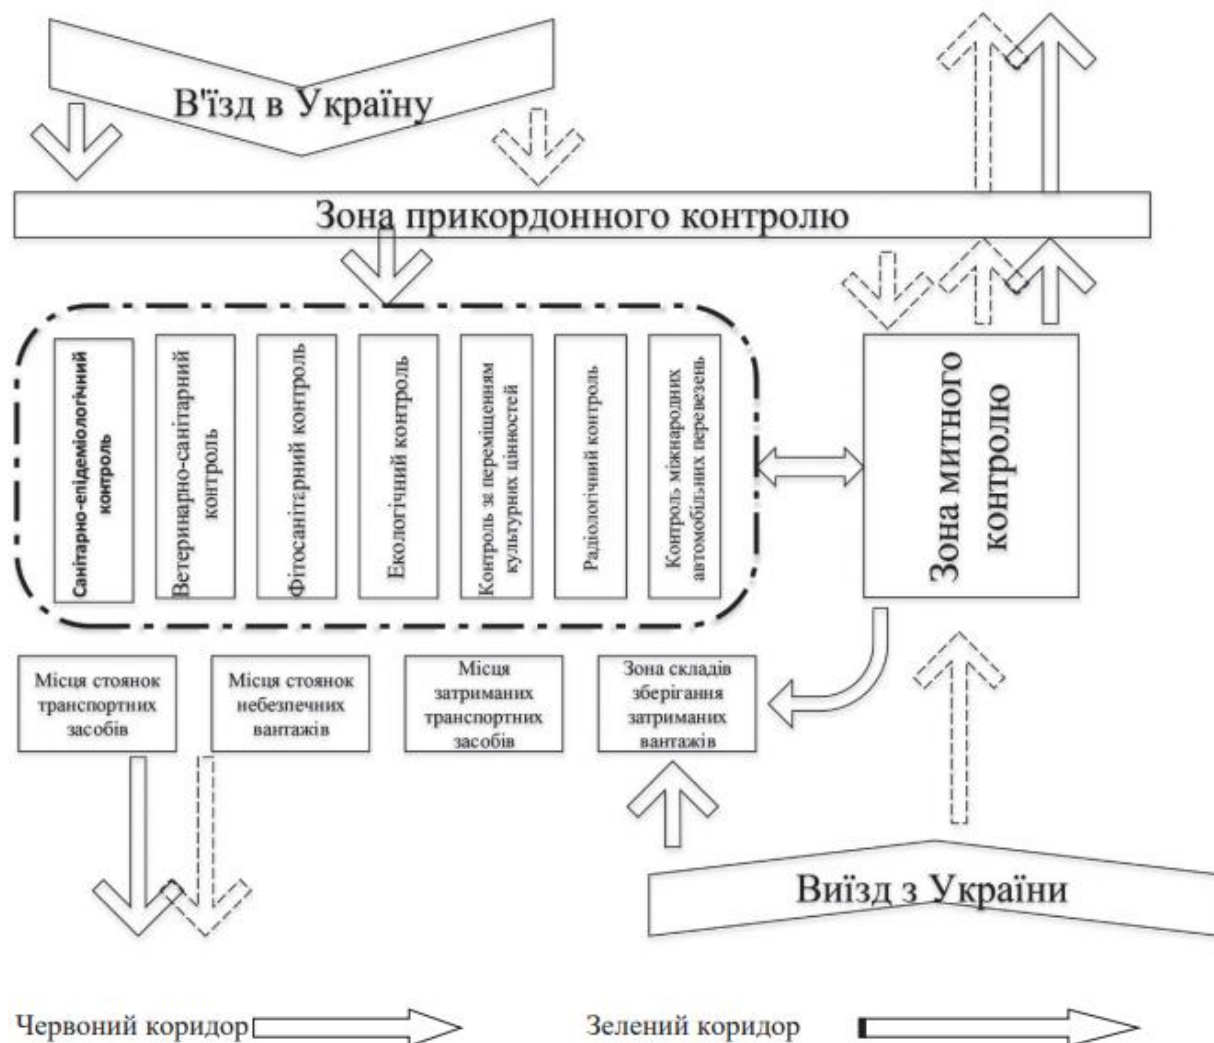 В'їзд в Україну
Зона прикордонного контролю
Санітарно-епідеміологічний
контроль
Ветеринарно-санітарний
контроль
Фітосанітарний контроль
Екологічний контроль
Контроль за переміщенням
культурних цінностей
Радіологічний контроль
Контроль міжнародних
автомобільних перевезень
Зона митного
контролю
Місця стоянок
транспортних
засобів
Місця стоянок
небезпечних
вантажів
Місця
затриманих
транспортних
засобів
Зона складів
зберігання
затриманих
вантажів
Виїзд з України
Червоний коридор
Зелений коридор